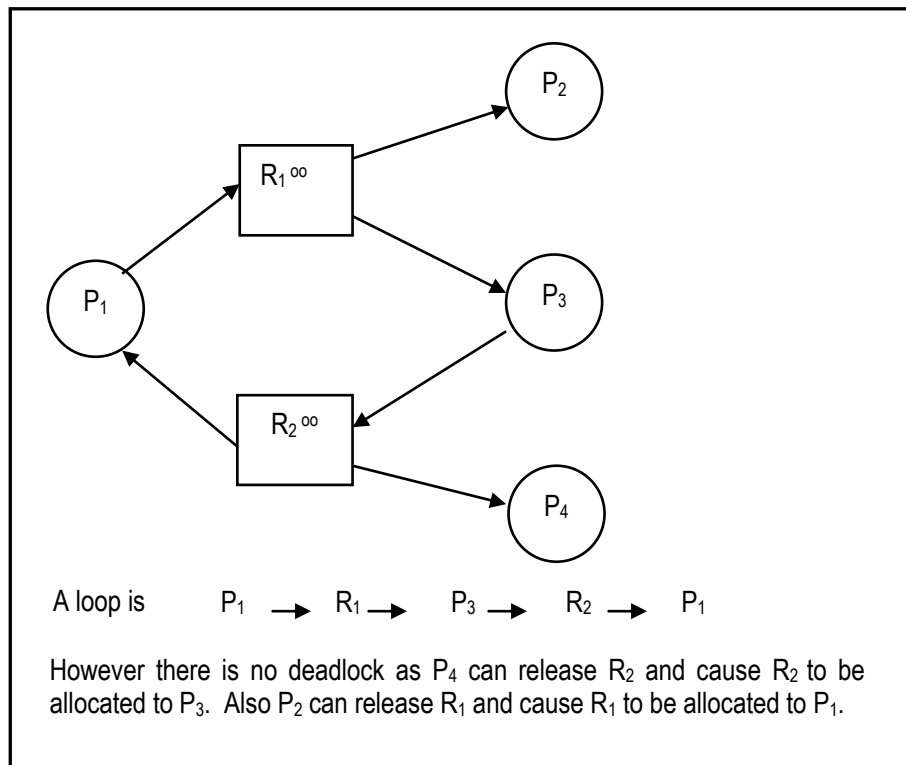 P₂
R₁ oo
P₁
P₃
R₂ oo
P₄
A loop is P₁ → R₁ → P₃ → R₂ → P₁
However there is no deadlock as P₄ can release R₂ and cause R₂ to be
allocated to P₃. Also P₂ can release R₁ and cause R₁ to be allocated to P₁.